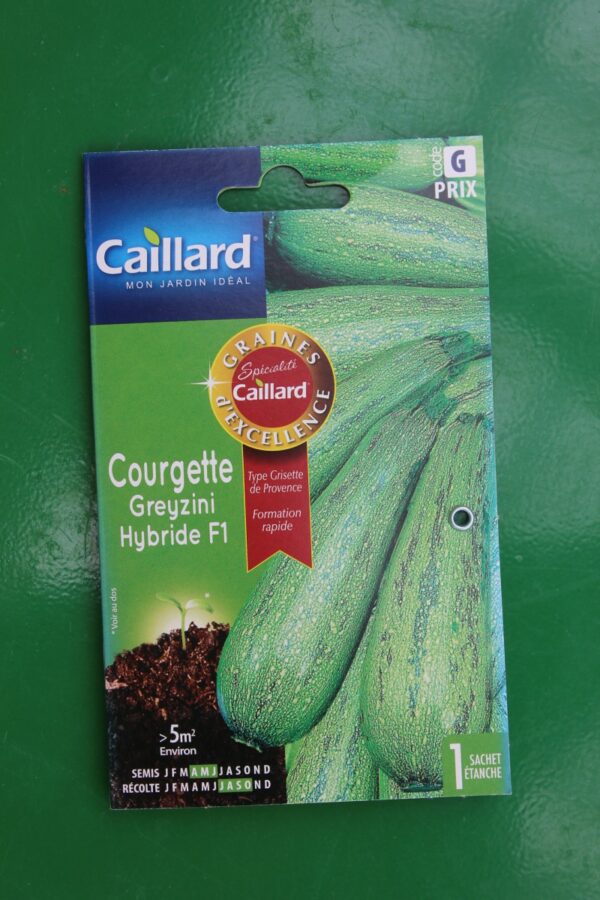 code G
PRIX
Caillard
MON JARDIN IDÉAL
GRAINES
Spécialité
Caillard
d'EXCELLENCE
Type Grisette
de Provence
Formation
rapide
Courgette
Greyzini
Hybride F1
* Voir au dos
>5m²
Environ
SEMIS J F M A M J J A S O N D
RÉCOLTE J F M A M J J A S O N D
1 SACHET
ÉTANCHE